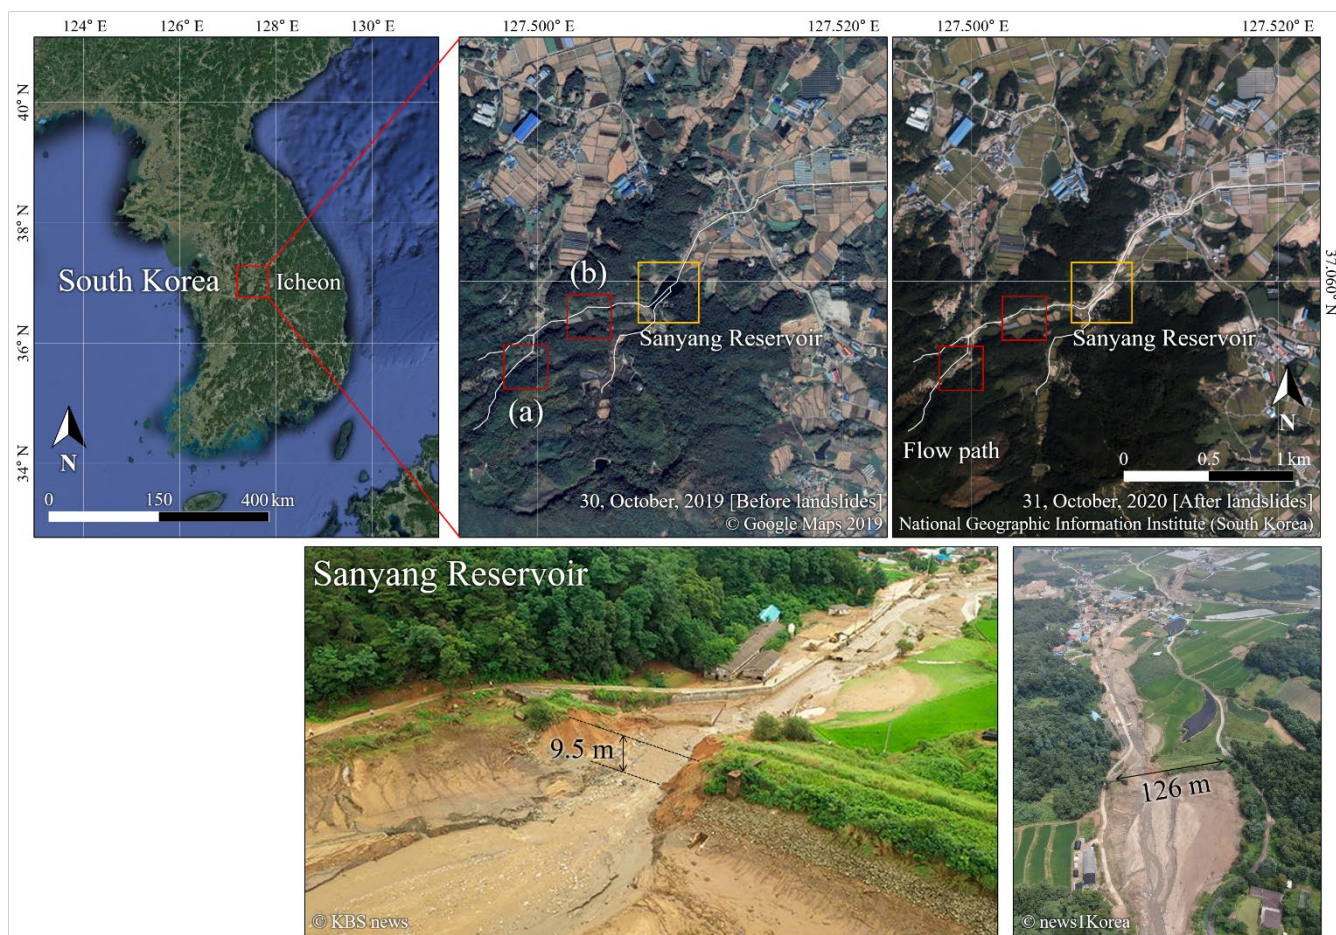 124° E 126° E 128° E 130° E
127.500° E 127.520° E
127.500° E 127.520° E
40° N
38° N
36° N
34° N
37.060° N
South Korea
Icheon
N
0 150 400 km
(b)
Sanyang Reservoir
(a)
30, October, 2019 [Before landslides]
© Google Maps 2019
Sanyang Reservoir
Flow path
N
0 0.5 1 km
31, October, 2020 [After landslides]
National Geographic Information Institute (South Korea)
Sanyang Reservoir
9.5 m
© KBS news
126 m
© news1Korea